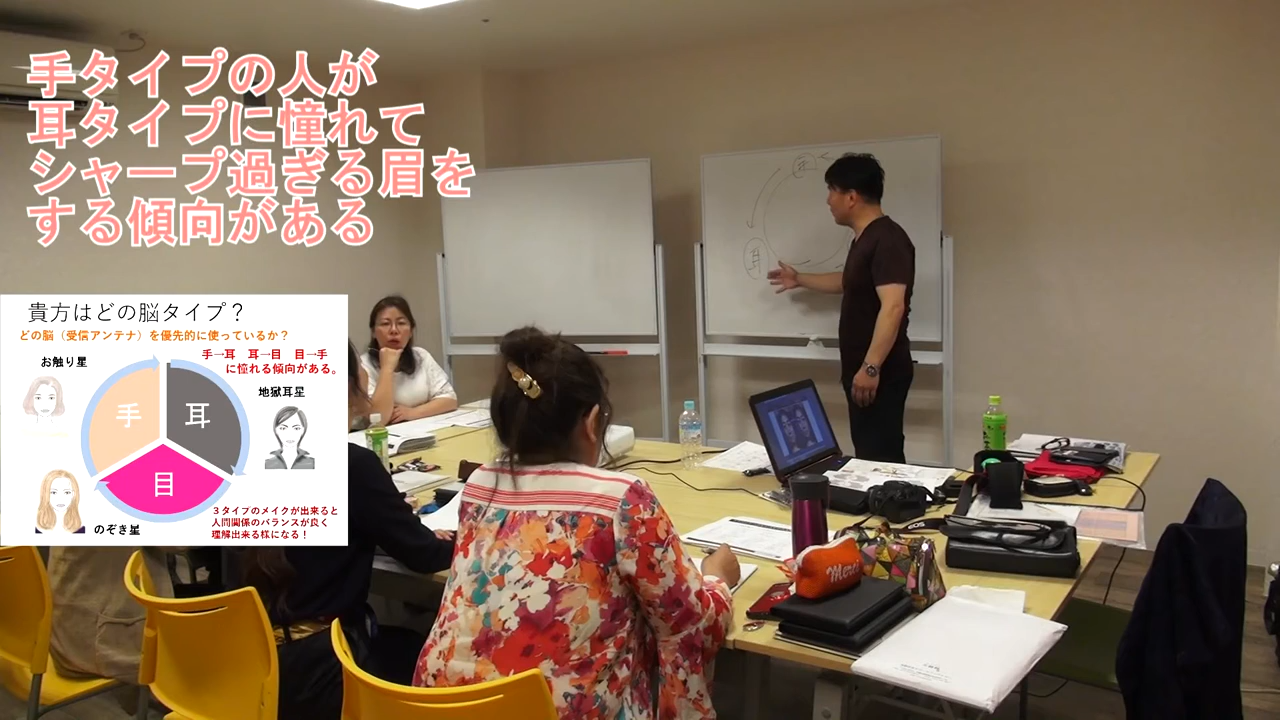 手タイプの人が
耳タイプに憧れて
シャープ過ぎる眉を
する傾向がある
貴方はどの脳タイプ？
どの脳（受信アンテナ）を優先的に使っているか？
手→耳　耳→目　目→手
に憧れる傾向がある。
お触り星
地獄耳星
手
耳
目
のぞき星
３タイプのメイクが出来ると
人間関係のバランスが良く
理解出来る様になる！
耳
Merci